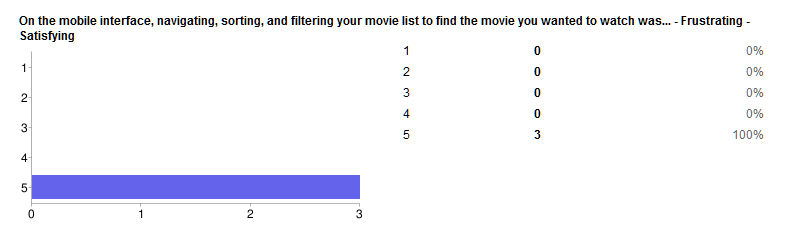 On the mobile interface, navigating, sorting, and filtering your movie list to find the movie you wanted to watch was... - Frustrating -
Satisfying
1 0 0%
2 0 0%
3 0 0%
4 0 0%
5 3 100%
1
2
3
4
5
0 1 2 3